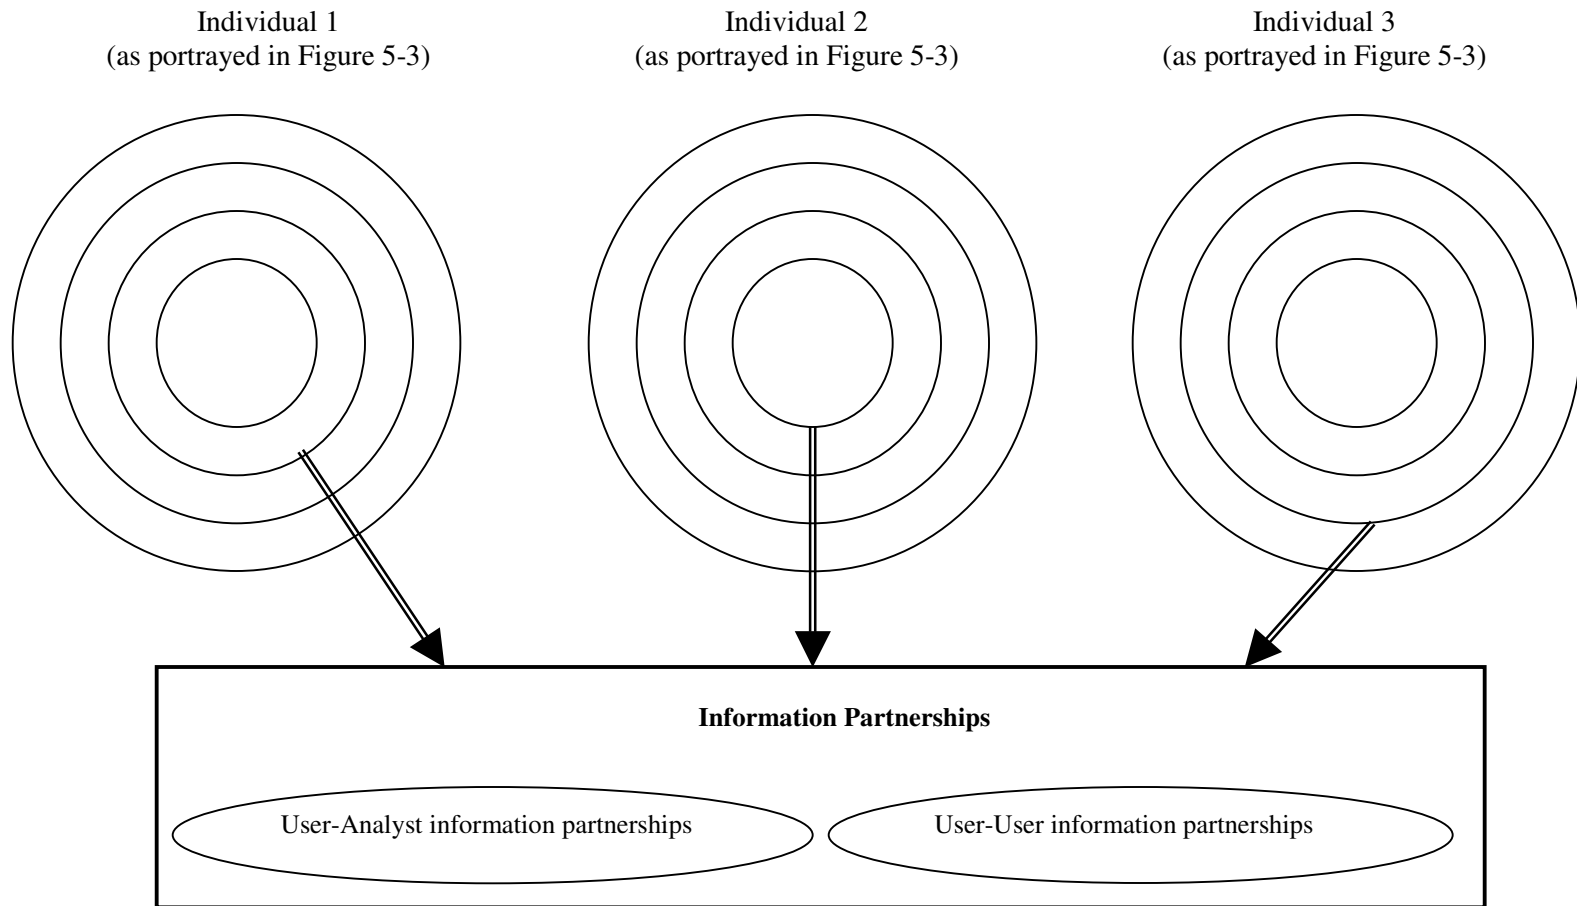 Individual 1
(as portrayed in Figure 5-3)
Individual 2
(as portrayed in Figure 5-3)
Individual 3
(as portrayed in Figure 5-3)
Information Partnerships
User-Analyst information partnerships
User-User information partnerships